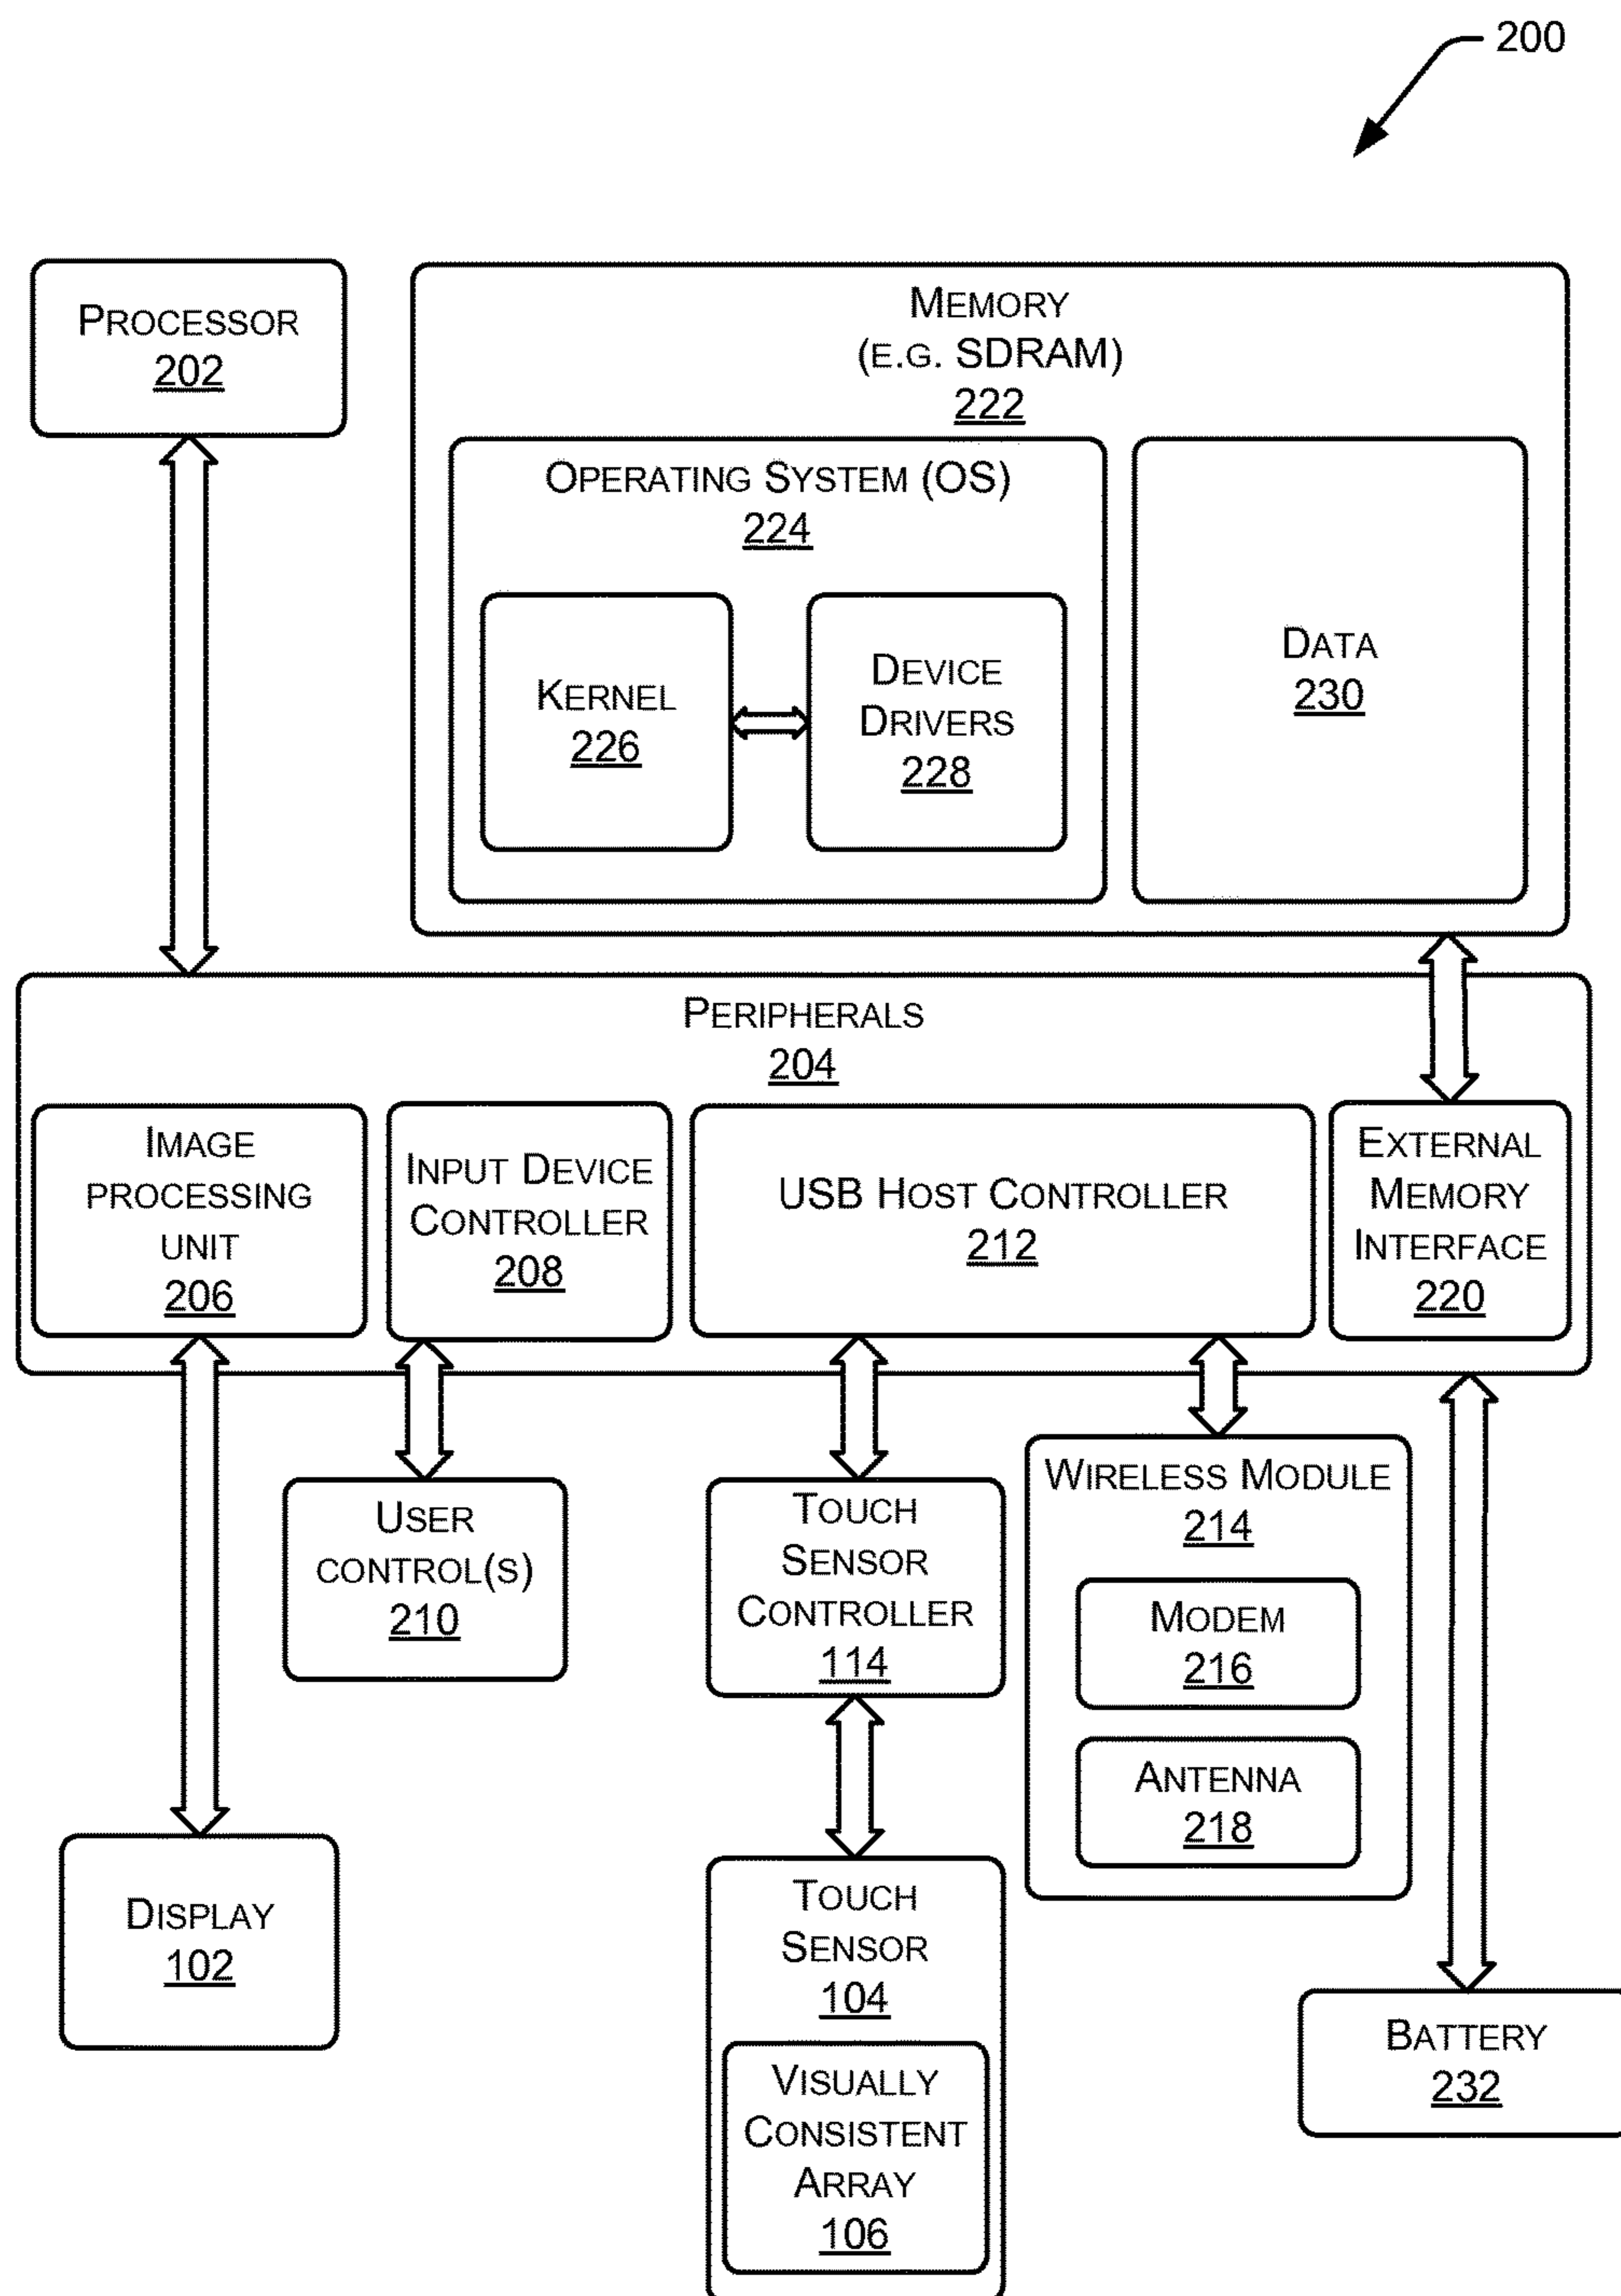 200
PROCESSOR
202
MEMORY
(E.G. SDRAM)
222
OPERATING SYSTEM (OS)
224
KERNEL
226
DEVICE
DRIVERS
228
DATA
230
PERIPHERALS
204
IMAGE
PROCESSING
UNIT
206
INPUT DEVICE
CONTROLLER
208
USB HOST CONTROLLER
212
EXTERNAL
MEMORY
INTERFACE
220
USER
CONTROL(S)
210
TOUCH
SENSOR
CONTROLLER
114
WIRELESS MODULE
214
MODEM
216
ANTENNA
218
DISPLAY
102
TOUCH
SENSOR
104
VISUALLY
CONSISTENT
ARRAY
106
BATTERY
232